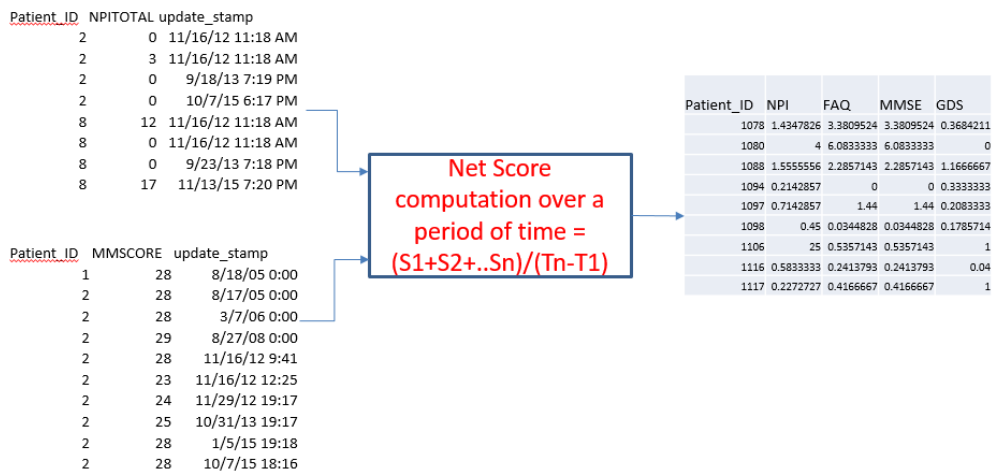 Patient_ID NPITOTAL update_stamp
2 0 11/16/12 11:18 AM
2 3 11/16/12 11:18 AM
2 0 9/18/13 7:19 PM
2 0 10/7/15 6:17 PM
8 12 11/16/12 11:18 AM
8 0 11/16/12 11:18 AM
8 0 9/23/13 7:18 PM
8 17 11/13/15 7:20 PM
Patient_ID MMSCORE update_stamp
1 28 8/18/05 0:00
2 28 8/17/05 0:00
2 28 3/7/06 0:00
2 29 8/27/08 0:00
2 28 11/16/12 9:41
2 23 11/16/12 12:25
2 24 11/29/12 19:17
2 25 10/31/13 19:17
2 28 1/5/15 19:18
2 28 10/7/15 18:16
Net Score
computation over a
period of time =
(S1+S2+..Sn)/(Tn-T1)
Patient_ID NPI FAQ MMSE GDS
1078 1.4347826 3.3809524 3.3809524 0.3684211
1080 4 6.0833333 6.0833333 0
1088 1.5555556 2.2857143 2.2857143 1.1666667
1094 0.2142857 0 0 0.3333333
1097 0.7142857 1.44 1.44 0.2083333
1098 0.45 0.0344828 0.0344828 0.1785714
1106 25 0.5357143 0.5357143 1
1116 0.5833333 0.2413793 0.2413793 0.04
1117 0.2272727 0.4166667 0.4166667 1